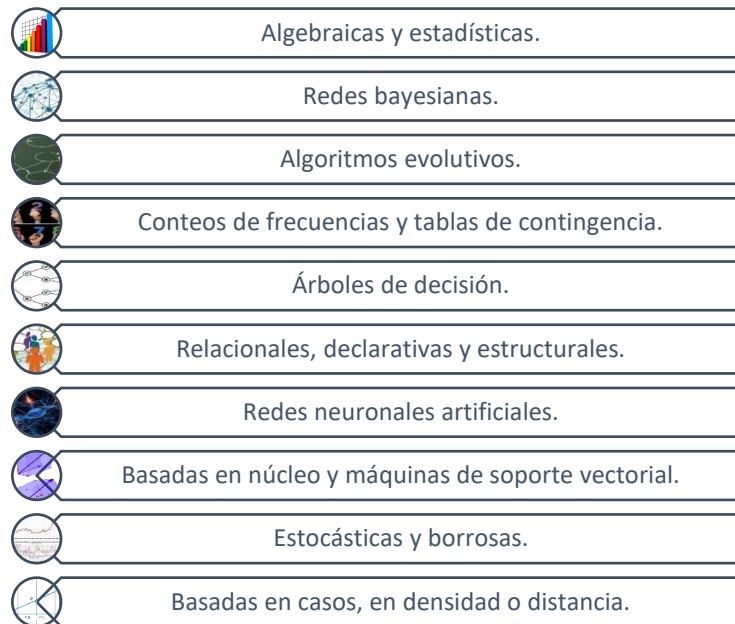 Algebraicas y estadísticas.
Redes bayesianas.
Algoritmos evolutivos.
Conteos de frecuencias y tablas de contingencia.
Árboles de decisión.
Relacionales, declarativas y estructurales.
Redes neuronales artificiales.
Basadas en núcleo y máquinas de soporte vectorial.
Estocásticas y borrosas.
Basadas en casos, en densidad o distancia.